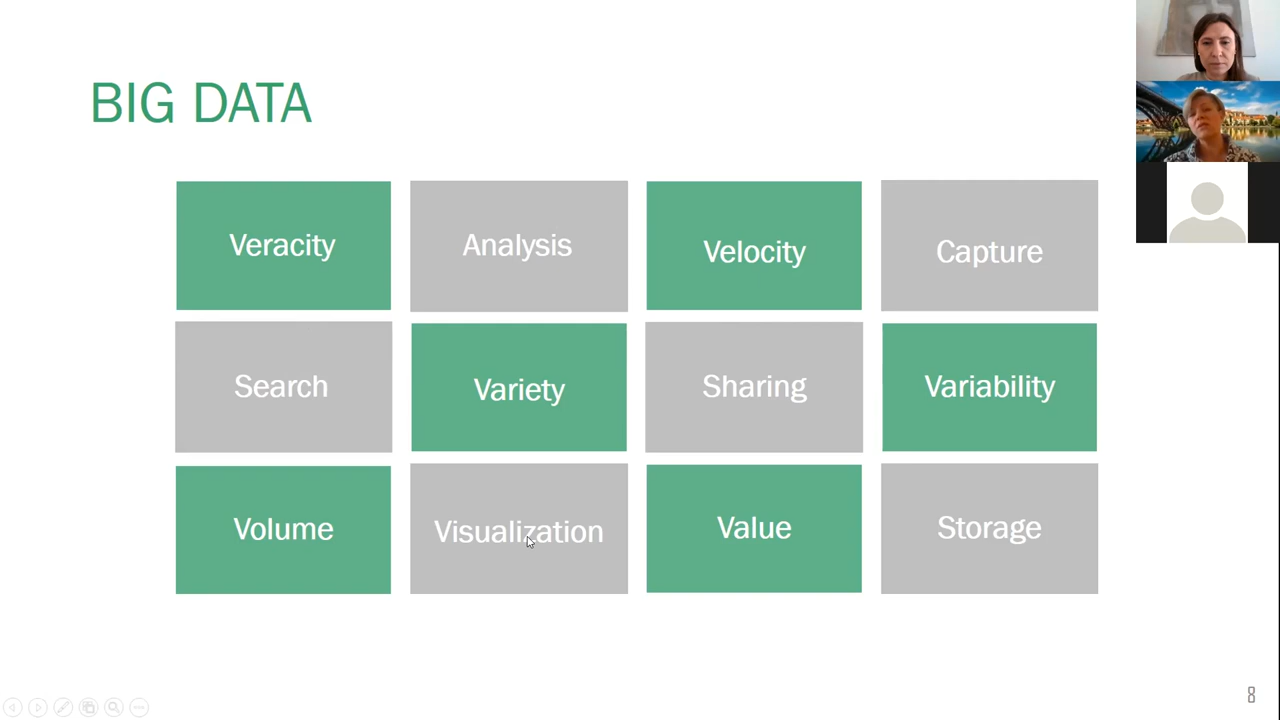 BIG DATA
Veracity
Analysis
Velocity
Capture
Search
Variety
Sharing
Variability
Volume
Visualization
Value
Storage
8